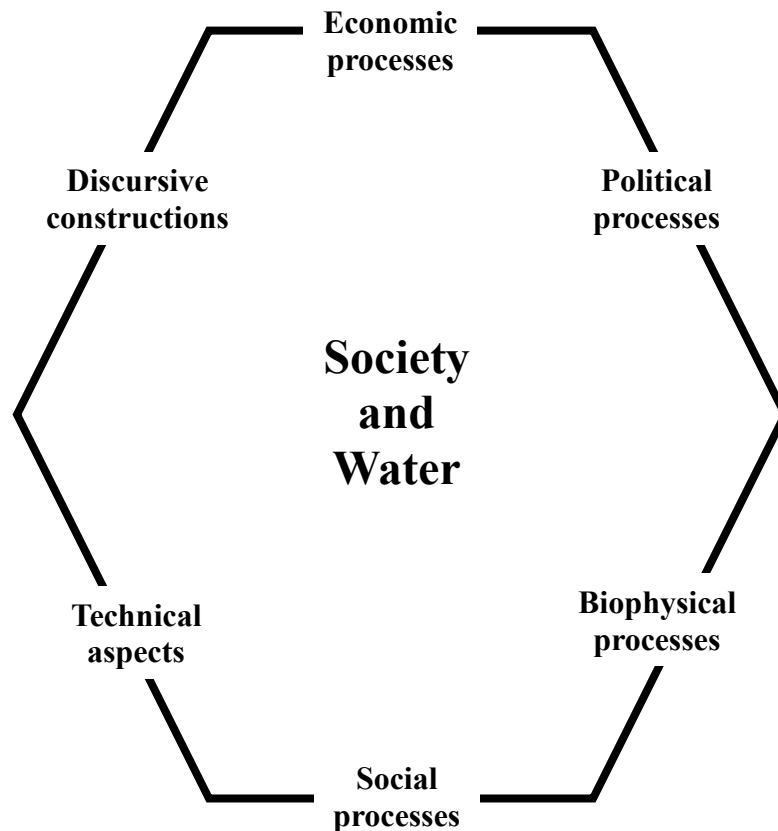 Economic
processes
Discursive
constructions
Political
processes
Society
and
Water
Technical
aspects
Biophysical
processes
Social
processes